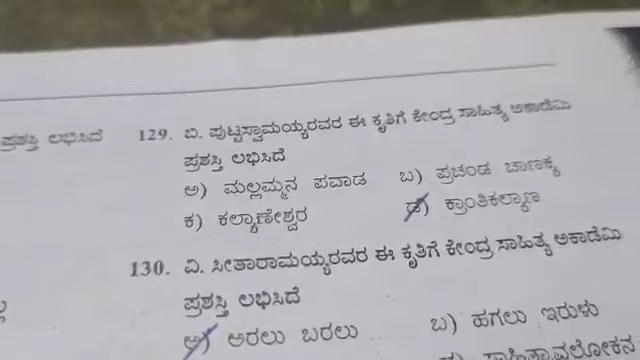 ಪ್ರಶಸ್ತಿ ಲಭಿಸಿದೆ
129. ಬಿ. ಪುಟ್ಟಸ್ವಾಮಯ್ಯರವರ ಈ ಕೃತಿಗೆ ಕೇಂದ್ರ ಸಾಹಿತ್ಯ ಅಕಾಡೆಮಿ
ಪ್ರಶಸ್ತಿ ಲಭಿಸಿದೆ
ಅ) ಮಲ್ಲಮ್ಮನ ಪವಾಡ ಬ) ಪ್ರಚಂಡ ಚಾಣಕ್ಯ
ಕ) ಕಲ್ಯಾಣೇಶ್ವರ ಡ) ಕ್ರಾಂತಿಕಲ್ಯಾಣ
130. ವಿ. ಸೀತಾರಾಮಯ್ಯರವರ ಈ ಕೃತಿಗೆ ಕೇಂದ್ರ ಸಾಹಿತ್ಯ ಅಕಾಡೆಮಿ
ಪ್ರಶಸ್ತಿ ಲಭಿಸಿದೆ
ಅ) ಅರಲು ಬರಲು ಬ) ಹಗಲು ಇರುಳು